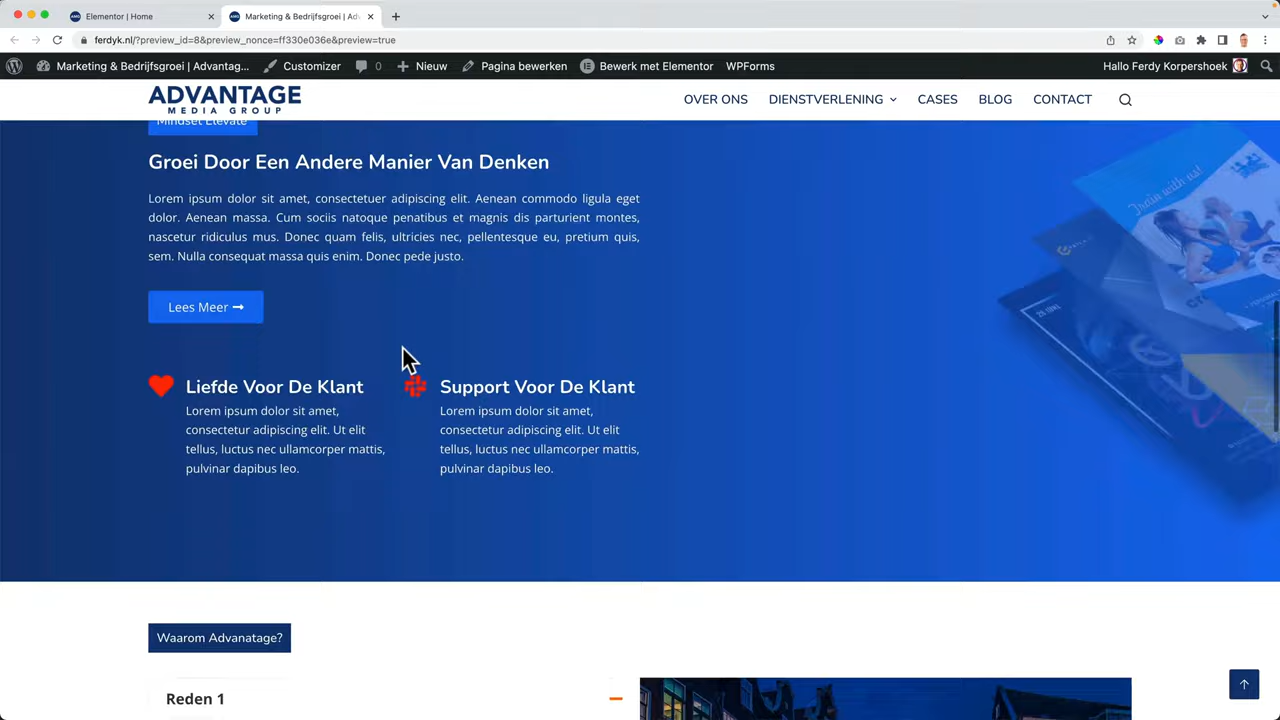 Elementor | Home
Marketing & Bedrijfsgroei | Adv
ferdyk.nl/?preview_id=8&preview_nonce=ff330e036e&preview=true
Marketing & Bedrijfsgroei | Advantag... Customizer 0 Nieuw Pagina bewerken Bewerk met Elementor WPForms Hallo Ferdy Korpershoek
ADVANTAGE
MEDIA GROUP
OVER ONS DIENSTVERLENING CASES BLOG CONTACT
Mindset Elevate
Groei Door Een Andere Manier Van Denken
Lorem ipsum dolor sit amet, consectetuer adipiscing elit. Aenean commodo ligula eget
dolor. Aenean massa. Cum sociis natoque penatibus et magnis dis parturient montes,
nascetur ridiculus mus. Donec quam felis, ultricies nec, pellentesque eu, pretium quis,
sem. Nulla consequat massa quis enim. Donec pede justo.
Lees Meer
Train with us!
Liefde Voor De Klant
Lorem ipsum dolor sit amet,
consectetur adipiscing elit. Ut elit
tellus, luctus nec ullamcorper mattis,
pulvinar dapibus leo.
Support Voor De Klant
Lorem ipsum dolor sit amet,
consectetur adipiscing elit. Ut elit
tellus, luctus nec ullamcorper mattis,
pulvinar dapibus leo.
Waarom Advanatage?
Reden 1